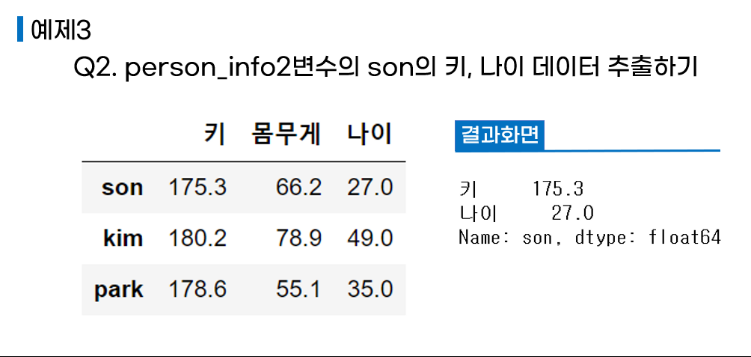 예제3
Q2. person_info2변수의 son의 키, 나이 데이터 추출하기
키 몸무게 나이
son 175.3 66.2 27.0
kim 180.2 78.9 49.0
park 178.6 55.1 35.0
결과화면
키 175.3
나이 27.0
Name: son, dtype: float64